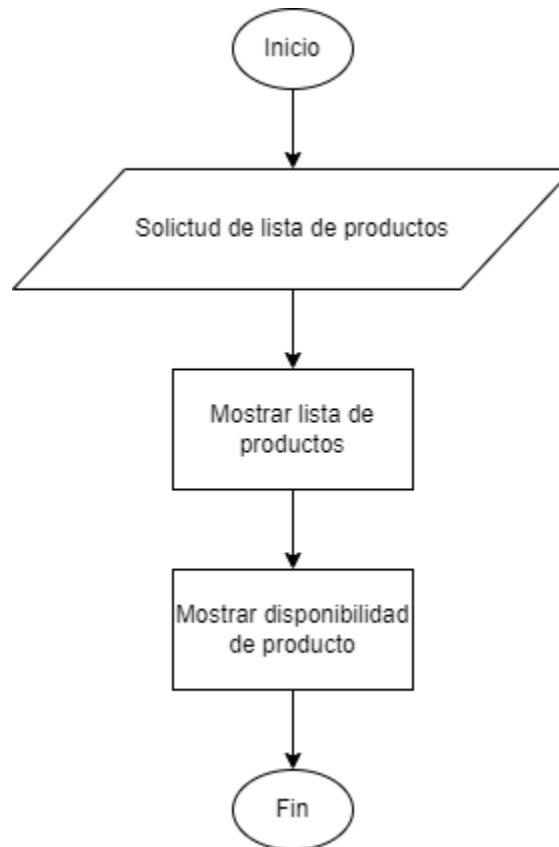 Inicio
Solictud de lista de productos
Mostrar lista de
productos
Mostrar disponibilidad
de producto
Fin